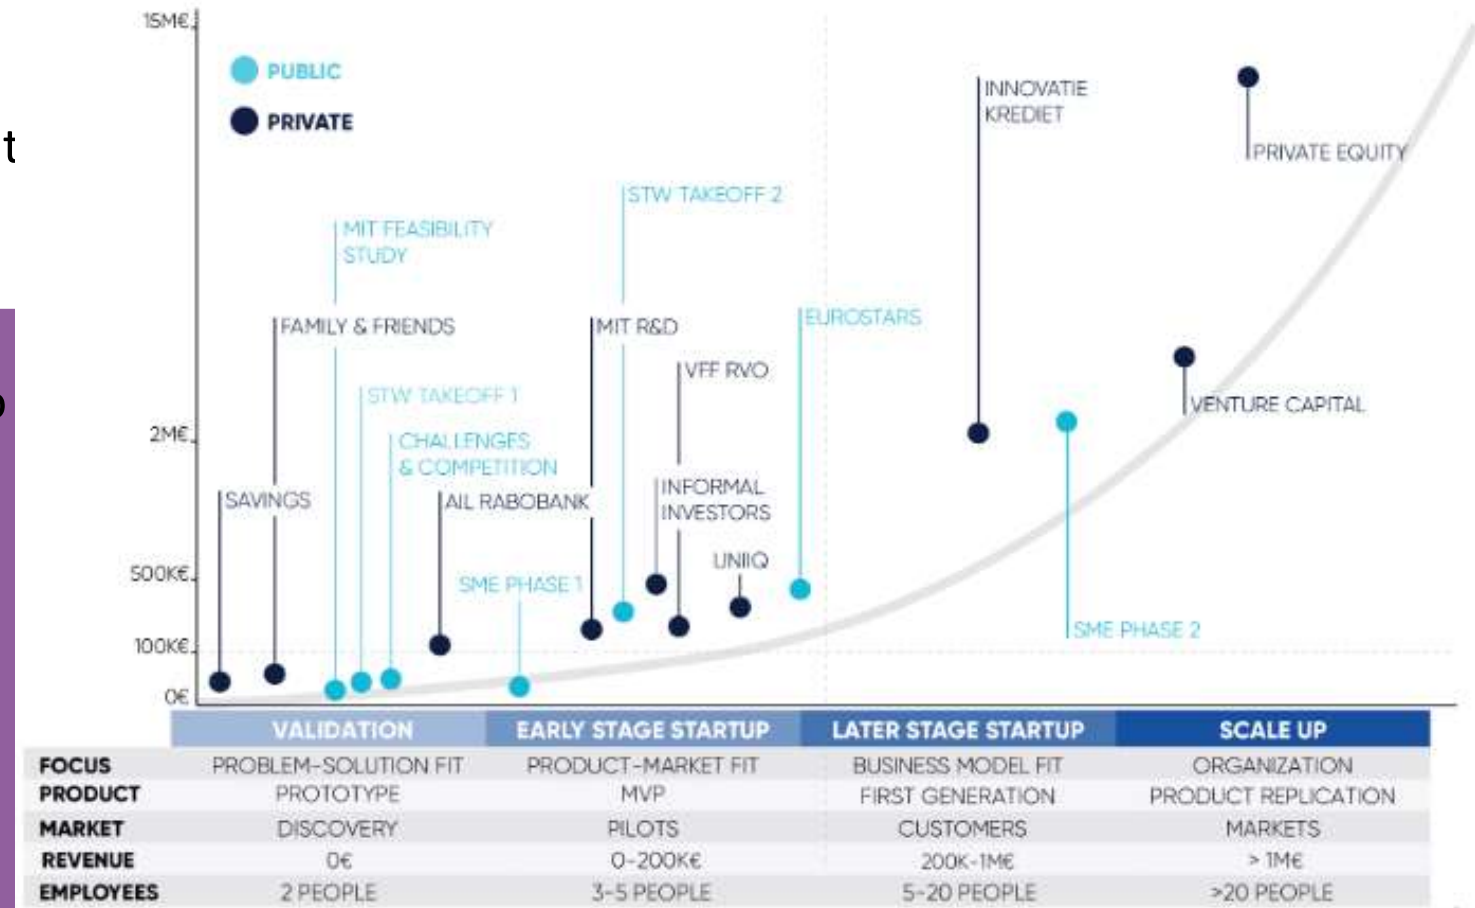 15M€
PUBLIC
PRIVATE
t
INNOVATIE
KREDIET
PRIVATE EQUITY
STW TAKEOFF 2
MIT FEASIBILITY
STUDY
EUROSTARS
FAMILY & FRIENDS
MIT R&D
VFF RVO
STW TAKEOFF 1
VENTURE CAPITAL
2M€
CHALLENGES
& COMPETITION
SAVINGS
AIL RABOBANK
INFORMAL
INVESTORS
UNIIQ
500K€
SME PHASE 1
SME PHASE 2
100K€
0€
VALIDATION EARLY STAGE STARTUP LATER STAGE STARTUP SCALE UP
FOCUS PROBLEM-SOLUTION FIT PRODUCT-MARKET FIT BUSINESS MODEL FIT ORGANIZATION
PRODUCT PROTOTYPE MVP FIRST GENERATION PRODUCT REPLICATION
MARKET DISCOVERY PILOTS CUSTOMERS MARKETS
REVENUE 0€ 0-200K€ 200K-1M€ > 1M€
EMPLOYEES 2 PEOPLE 3-5 PEOPLE 5-20 PEOPLE >20 PEOPLE